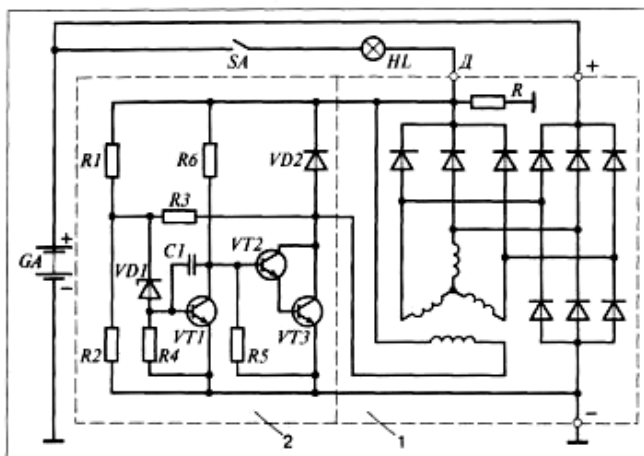 SA
HL
Д
+
R
R1
R6
VD2
R3
C1
VT2
GA
+
-
VD1
VT1
VT3
R2
R4
R5
-
2
1